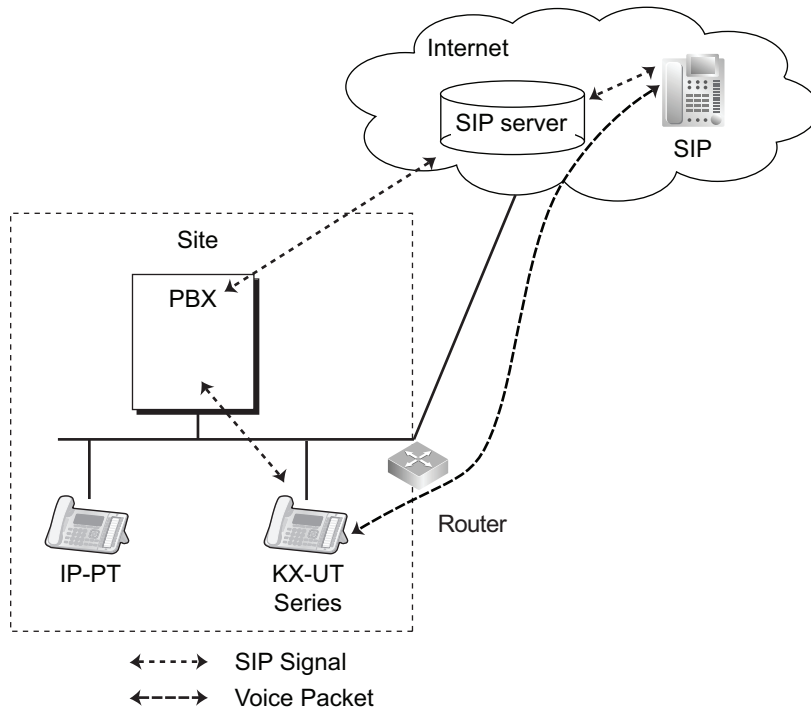 Internet
SIP server
SIP
Site
PBX
Router
IP-PT
KX-UT
Series
SIP Signal
Voice Packet